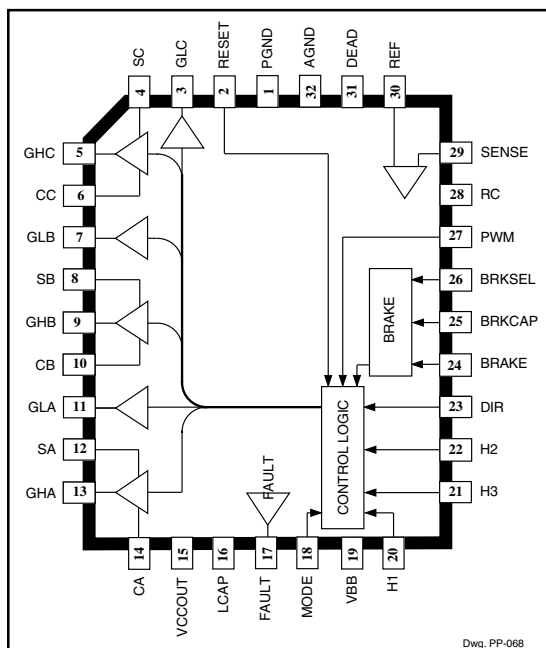 SC
GLC
RESET
PGND
AGND
DEAD
REF
4
3
2
1
32
31
30
GHC 5
CC 6
GLB 7
SB 8
GHB 9
CB 10
GLA 11
SA 12
GHA 13
29 SENSE
28 RC
27 PWM
26 BRKSEL
25 BRKCAP
24 BRAKE
23 DIR
22 H2
21 H3
BRAKE
CONTROL LOGIC
FAULT
14
15
16
17
18
19
20
CA
VCCOUT
LCAP
FAULT
MODE
VBB
H1
Dwg. PP-068